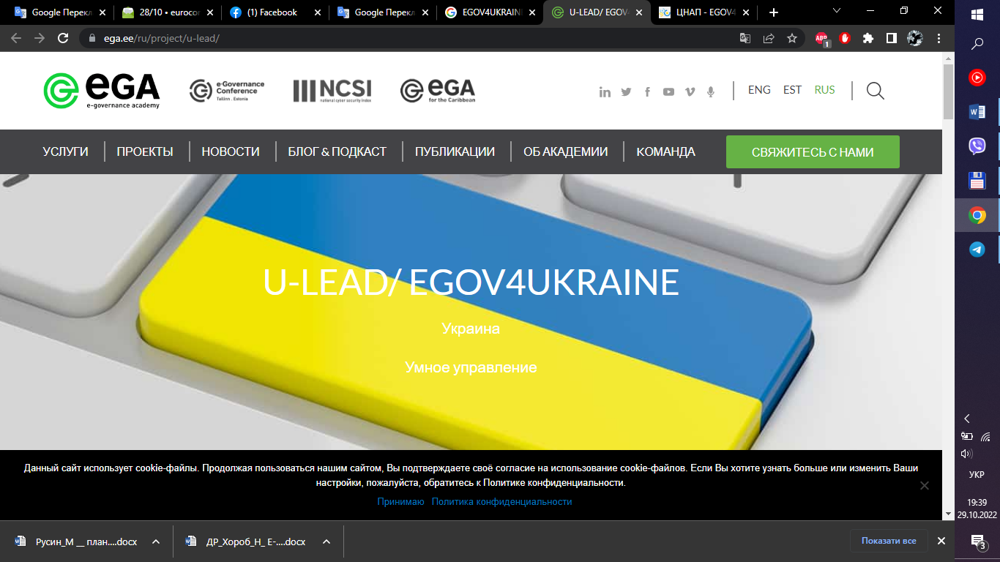 Google Перекл
28/10 • eurocor
(1) Facebook
Google Перекл
EGOV4UKRAIN
U-LEAD/ EGOV
ЦНАП - EGOV4
ega.ee/ru/project/u-lead/
ABP
1
eGA
e-governance academy
e-Governance
Conference
Tallinn . Estonia
NCSI
national cyber security index
eGA
for the Caribbean
ENG EST RUS
УСЛУГИ
ПРОЕКТЫ
НОВОСТИ
БЛОГ & ПОДКАСТ
ПУБЛИКАЦИИ
ОБ АКАДЕМИИ
КОМАНДА
СВЯЖИТЕСЬ С НАМИ
U-LEAD/ EGOV4UKRAINE
Украина
Умное управление
Данный сайт использует cookie-файлы. Продолжая пользоваться нашим сайтом, Вы подтверждаете своё согласие на использование cookie-файлов. Если Вы хотите узнать больше или изменить Ваши
настройки, пожалуйста, обратитесь к Политике конфиденциальности.
Принимаю Политика конфиденциальности
Русин_М __ план....docx
ДР_Хороб_Н_ Е-....docx
Показати все
УКР
19:39
29.10.2022
3